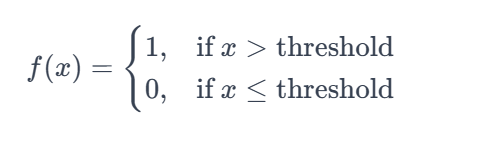 f(x) = { 1, if x > threshold
0, if x ≤ threshold